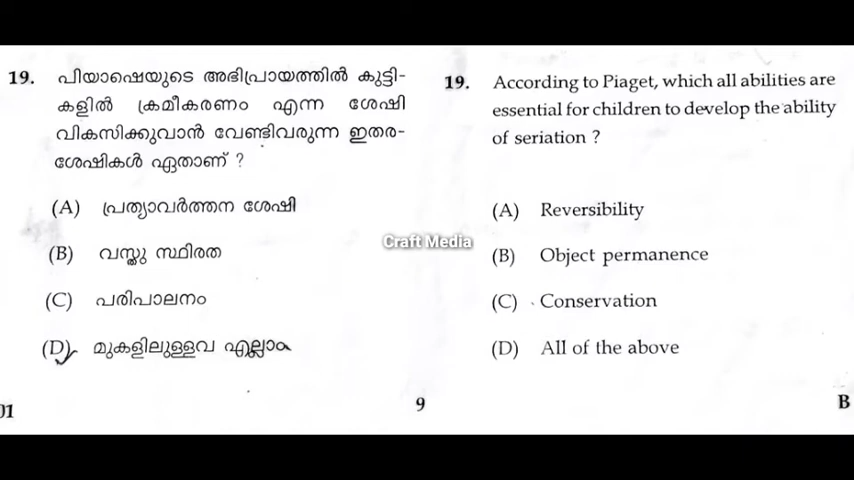 19. പിയാഷെയുടെ അഭിപ്രായത്തിൽ കുട്ടി-
കളിൽ ക്രമീകരണം എന്ന ശേഷി
വികസിക്കുവാൻ വേണ്ടിവരുന്ന ഇതര-
ശേഷികൾ ഏതാണ് ?
(A) പ്രത്യാവർത്തന ശേഷി
(B) വസ്തു സ്ഥിരത
(C) പരിപാലനം
(D) മുകളിലുള്ളവ എല്ലാം
19. According to Piaget, which all abilities are
essential for children to develop the ability
of seriation ?
(A) Reversibility
(B) Object permanence
(C) Conservation
(D) All of the above
Craft Media
01
9
B